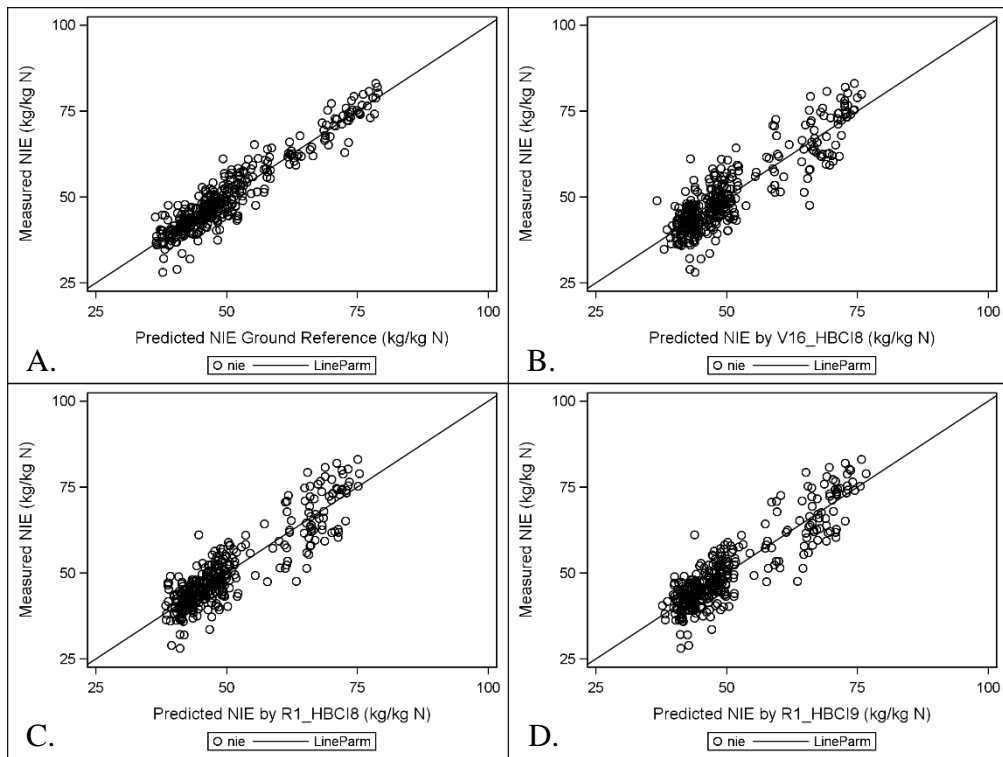 100
75
50
25
Measured NIE (kg/kg N)
25 50 75 100
Predicted NIE Ground Reference (kg/kg N)
A.
nie LineParm
100
75
50
25
Measured NIE (kg/kg N)
25 50 75 100
Predicted NIE by V16_HBCI8 (kg/kg N)
B.
nie LineParm
100
75
50
25
Measured NIE (kg/kg N)
25 50 75 100
Predicted NIE by R1_HBCI8 (kg/kg N)
C.
nie LineParm
100
75
50
25
Measured NIE (kg/kg N)
25 50 75 100
Predicted NIE by R1_HBCI9 (kg/kg N)
D.
nie LineParm